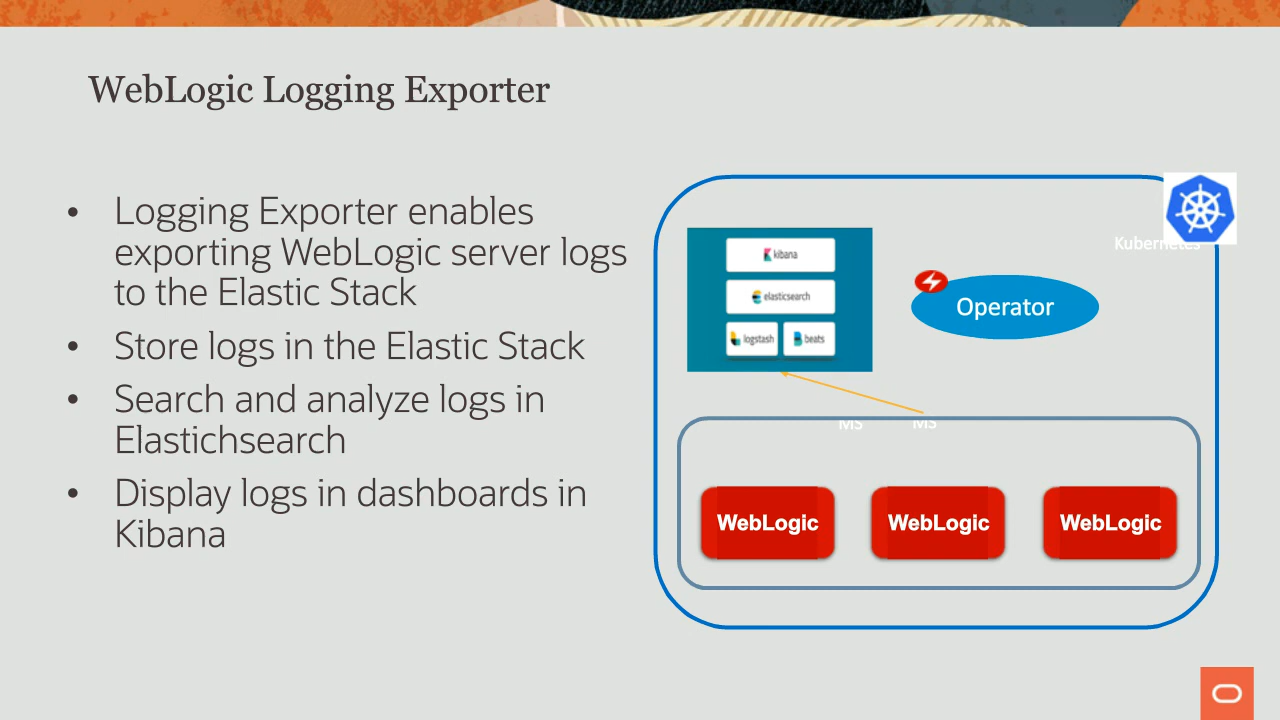 WebLogic Logging Exporter
• Logging Exporter enables
exporting WebLogic server logs
to the Elastic Stack
• Store logs in the Elastic Stack
• Search and analyze logs in
Elastichsearch
• Display logs in dashboards in
Kibana
Kubernetes
kibana
elasticsearch
logstash
beats
Operator
MS
MS
WebLogic
WebLogic
WebLogic